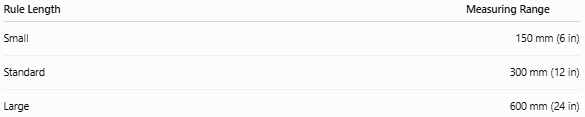 Rule Length Measuring Range
Small 150 mm (6 in)
Standard 300 mm (12 in)
Large 600 mm (24 in)